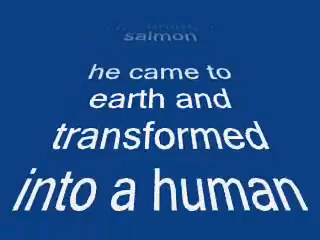 salmon
he came to
earth and
transformed
into a human